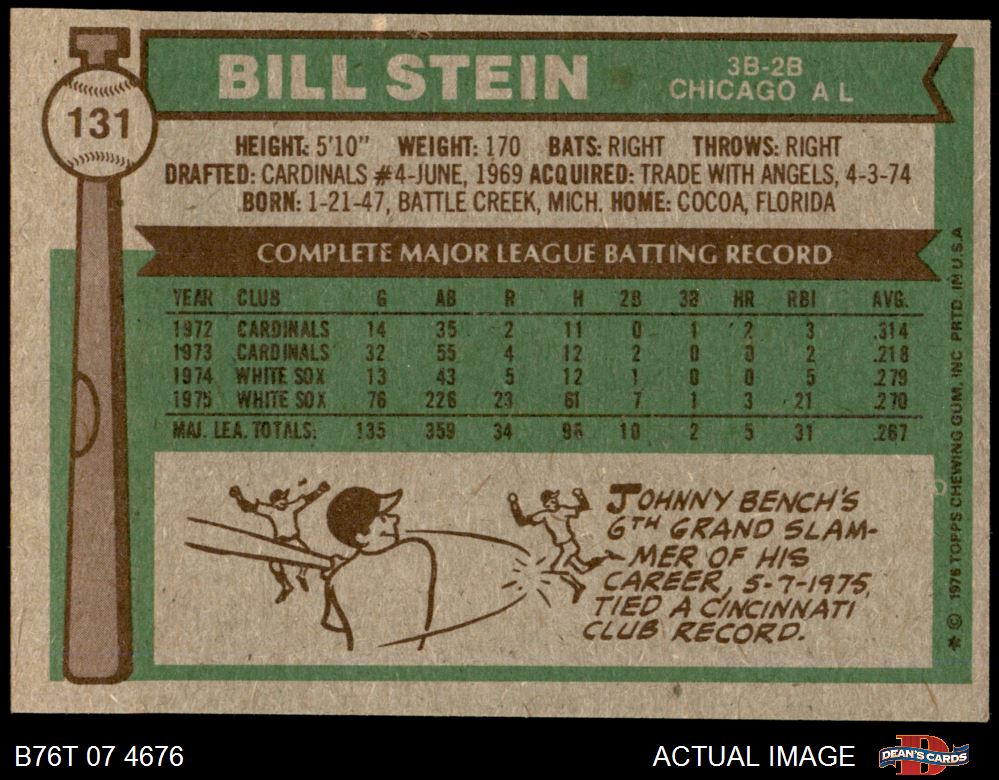 131
BILL STEIN
3B-2B
CHICAGO A L
HEIGHT: 5'10" WEIGHT: 170 BATS: RIGHT THROWS: RIGHT
DRAFTED: CARDINALS #4-JUNE, 1969 ACQUIRED: TRADE WITH ANGELS, 4-3-74
BORN: 1-21-47, BATTLE CREEK, MICH. HOME: COCOA, FLORIDA
COMPLETE MAJOR LEAGUE BATTING RECORD
YEAR CLUB G AB R H 2B 3B HR RBI AVG.
1972 CARDINALS 14 35 2 11 0 1 2 3 .314
1973 CARDINALS 32 55 4 12 2 0 0 2 .218
1974 WHITE SOX 13 43 5 12 1 0 0 5 .279
1975 WHITE SOX 76 226 23 61 7 1 3 21 .270
MAJ. LEA. TOTALS: 135 359 34 96 10 2 5 31 .267
JOHNNY BENCH'S
6TH GRAND SLAM-
MER OF HIS
CAREER, 5-7-1975,
TIED A CINCINNATI
CLUB RECORD.
* © 1976 TOPPS CHEWING GUM, INC. PRTD. IN U.S.A.
B76T 07 4676
ACTUAL IMAGE
DEAN'S CARDS